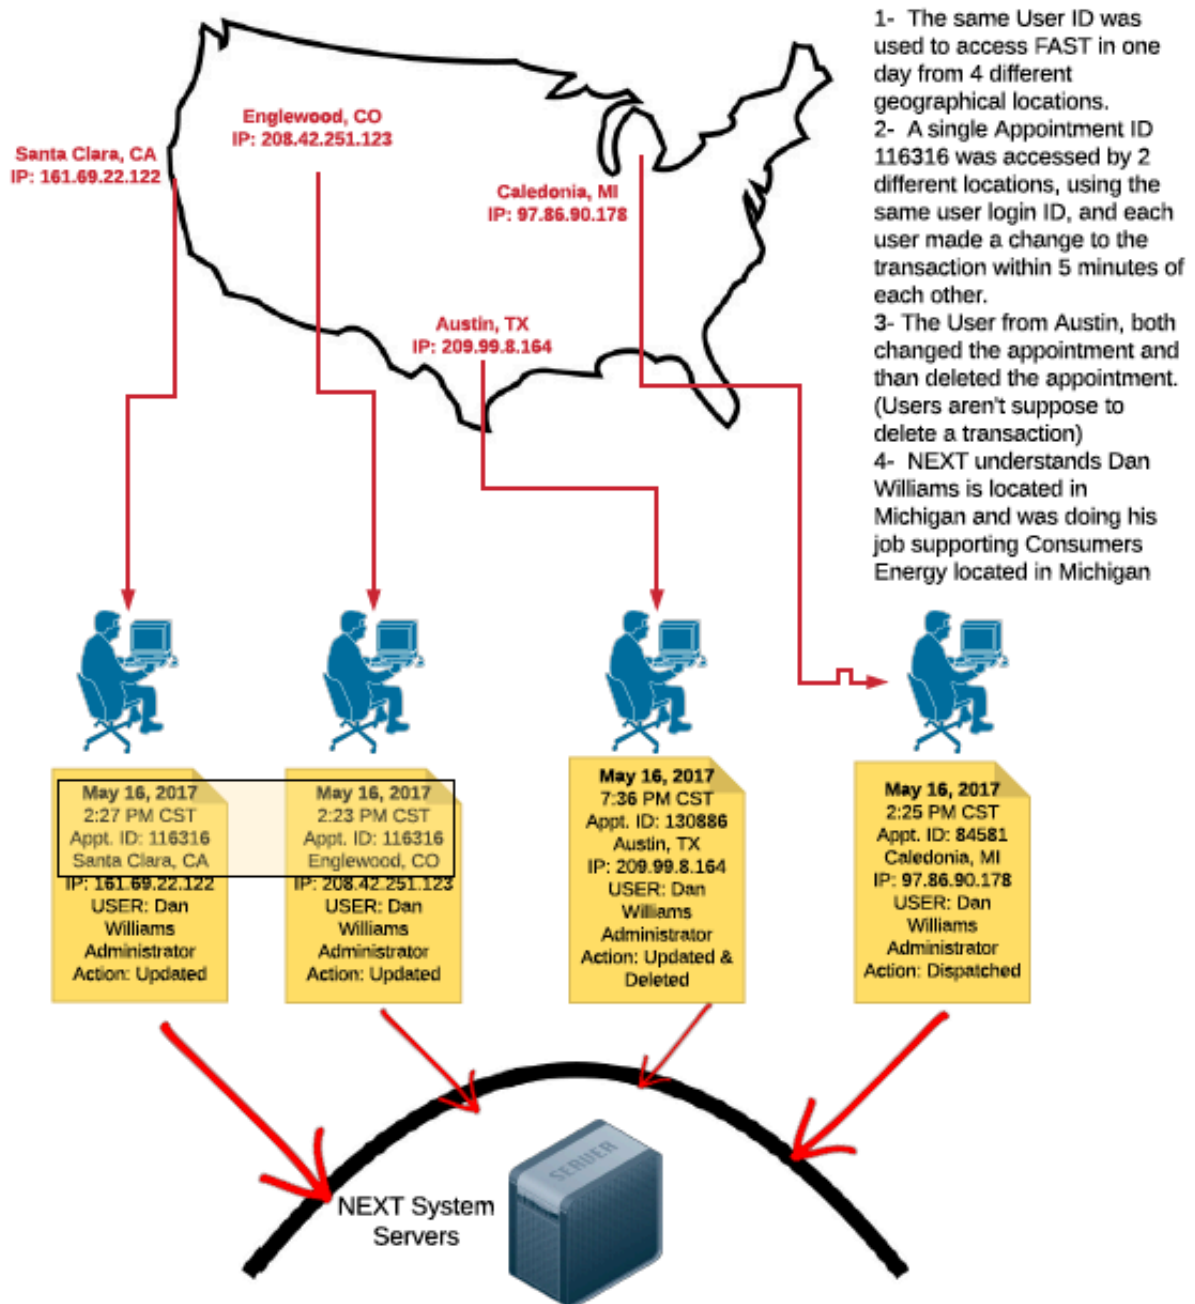 1- The same User ID was
used to access FAST in one
day from 4 different
geographical locations.
2- A single Appointment ID
116316 was accessed by 2
different locations, using the
same user login ID, and each
user made a change to the
transaction within 5 minutes of
each other.
3- The User from Austin, both
changed the appointment and
than deleted the appointment.
(Users aren't suppose to
delete a transaction)
4- NEXT understands Dan
Williams is located in
Michigan and was doing his
job supporting Consumers
Energy located in Michigan
Santa Clara, CA
IP: 161.69.22.122
Englewood, CO
IP: 208.42.251.123
Caledonia, MI
IP: 97.86.90.178
Austin, TX
IP: 209.99.8.164
May 16, 2017
2:27 PM CST
Appt. ID: 116316
Santa Clara, CA
IP: 161.69.22.122
USER: Dan
Williams
Administrator
Action: Updated
May 16, 2017
2:23 PM CST
Appt. ID: 116316
Englewood, CO
IP: 208.42.251.123
USER: Dan
Williams
Administrator
Action: Updated
May 16, 2017
7:36 PM CST
Appt. ID: 130886
Austin, TX
IP: 209.99.8.164
USER: Dan
Williams
Administrator
Action: Updated &
Deleted
May 16, 2017
2:25 PM CST
Appt. ID: 84581
Caledonia, MI
IP: 97.86.90.178
USER: Dan
Williams
Administrator
Action: Dispatched
NEXT System
Servers
SERVER